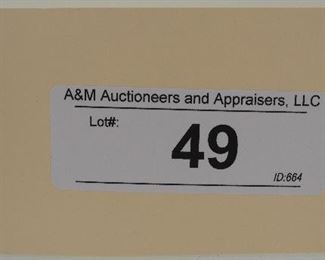 A&M Auctioneers and Appraisers, LLC
Lot#:
49
ID:664